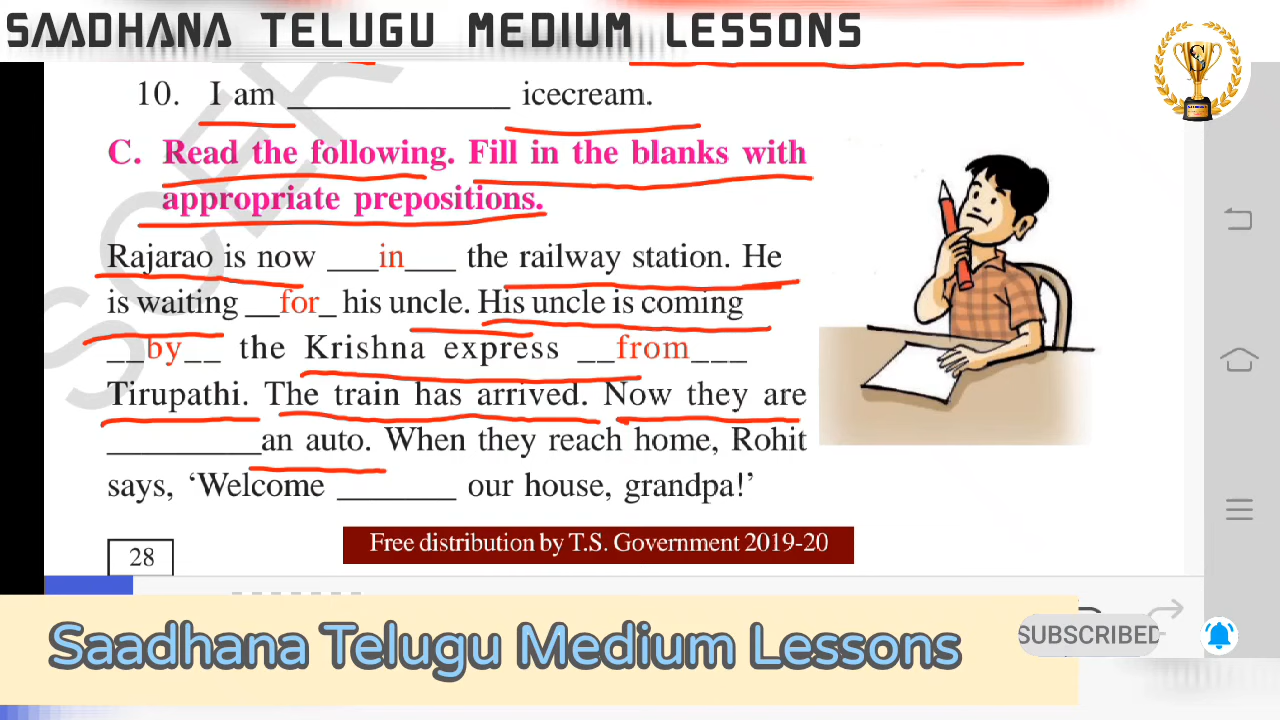 SAADHANA TELUGU MEDIUM LESSONS
10. I am ____________ icecream.
C. Read the following. Fill in the blanks with
appropriate prepositions.
Rajarao is now ___in___ the railway station. He
is waiting __for_ his uncle. His uncle is coming
__by__ the Krishna express __from___
Tirupathi. The train has arrived. Now they are
_________an auto. When they reach home, Rohit
says, ‘Welcome _______ our house, grandpa!’
28
Free distribution by T.S. Government 2019-20
Saadhana Telugu Medium Lessons
SUBSCRIBED